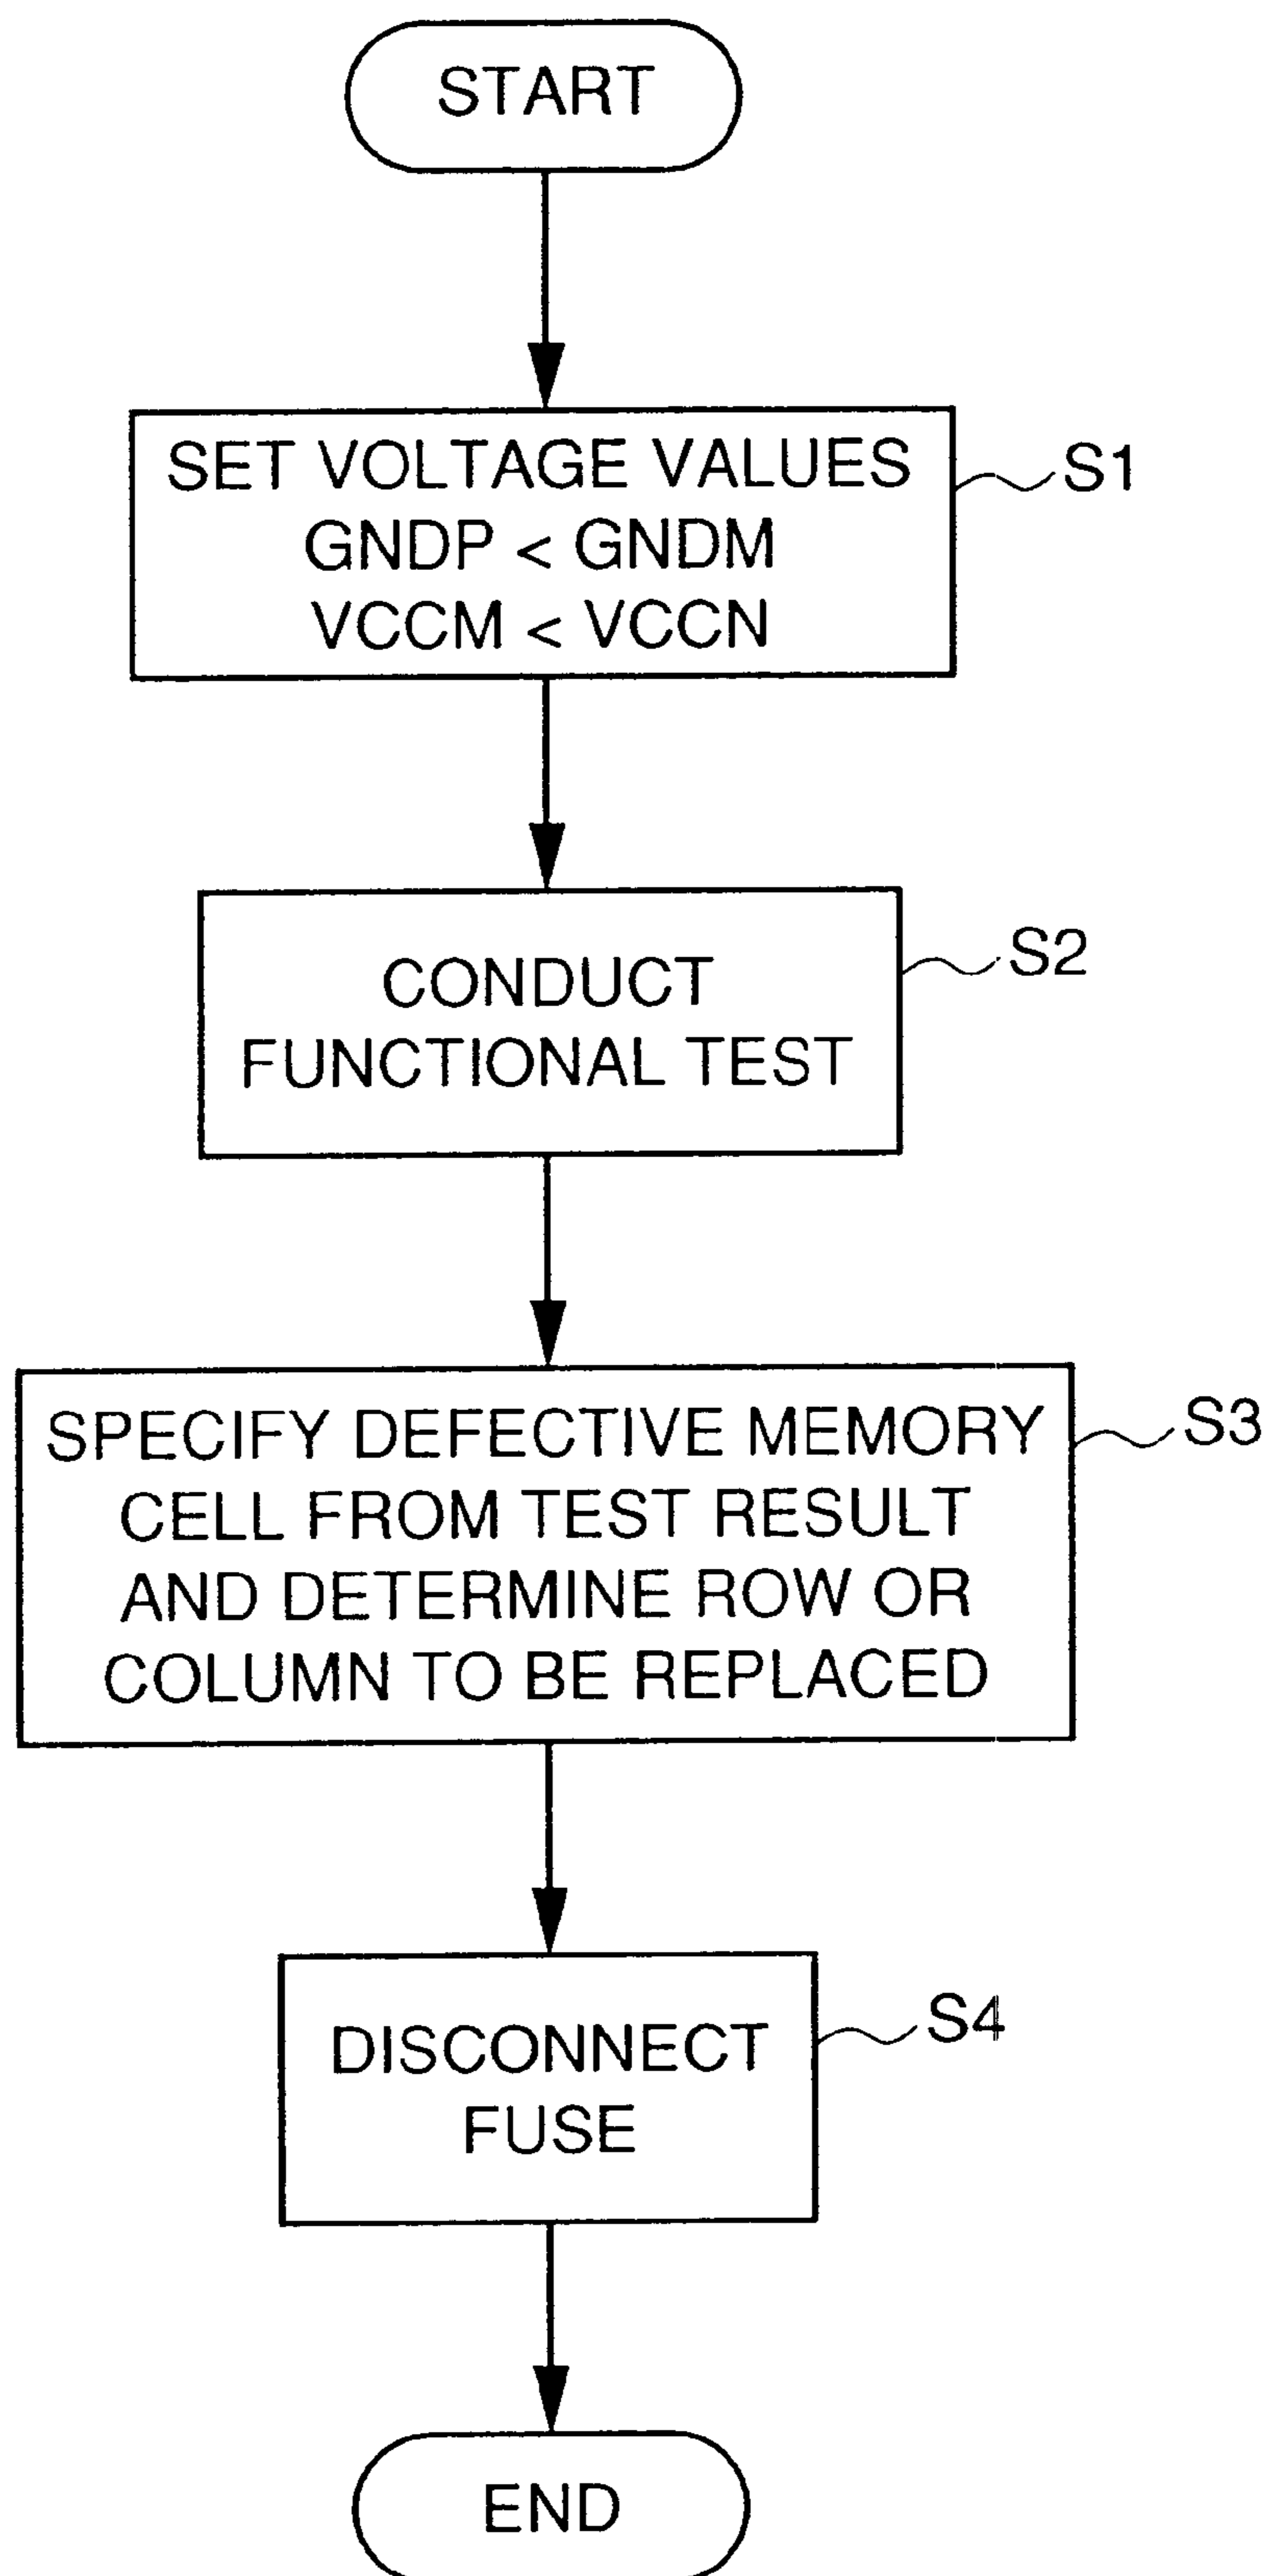 START
SET VOLTAGE VALUES
GNDP < GNDM
VCCM < VCCN
S1
CONDUCT
FUNCTIONAL TEST
S2
SPECIFY DEFECTIVE MEMORY
CELL FROM TEST RESULT
AND DETERMINE ROW OR
COLUMN TO BE REPLACED
S3
DISCONNECT
FUSE
S4
END